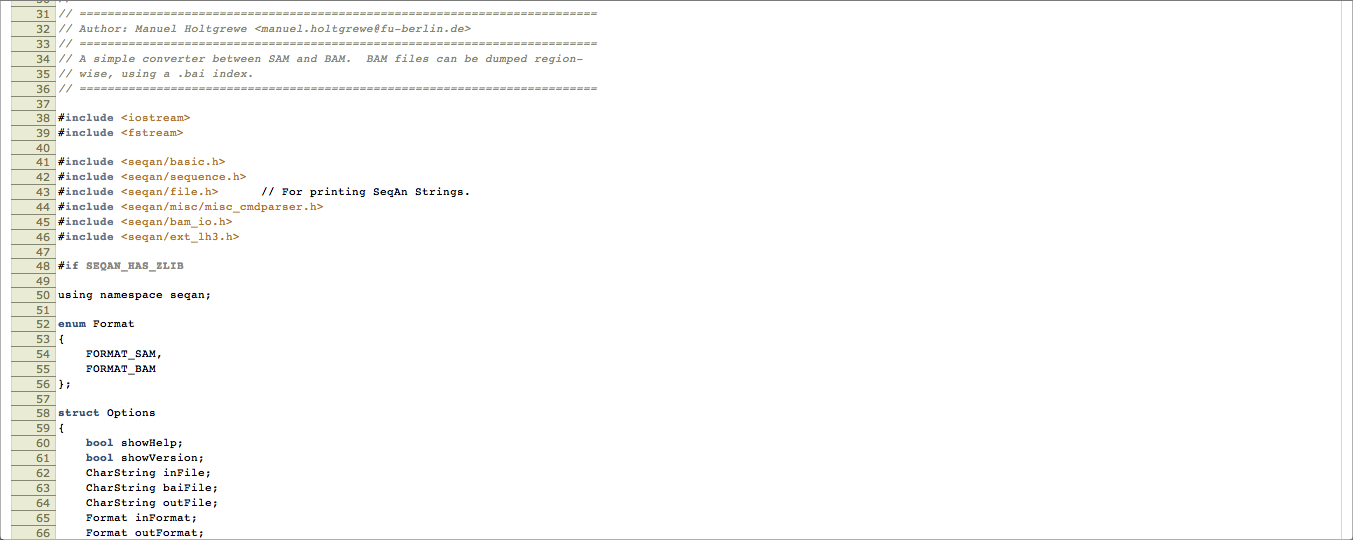 31 // ==========================================================================
32 // Author: Manuel Holtgrewe <manuel.holtgrewe@fu-berlin.de>
33 // ==========================================================================
34 // A simple converter between SAM and BAM.  BAM files can be dumped region-
35 // wise, using a .bai index.
36 // ==========================================================================
37
38 #include <iostream>
39 #include <fstream>
40
41 #include <seqan/basic.h>
42 #include <seqan/sequence.h>
43 #include <seqan/file.h>      // For printing SeqAn Strings.
44 #include <seqan/misc/misc_cmdparser.h>
45 #include <seqan/bam_io.h>
46 #include <seqan/ext_lh3.h>
47
48 #if SEQAN_HAS_ZLIB
49
50 using namespace seqan;
51
52 enum Format
53 {
54     FORMAT_SAM,
55     FORMAT_BAM
56 };
57
58 struct Options
59 {
60     bool showHelp;
61     bool showVersion;
62     CharString inFile;
63     CharString baiFile;
64     CharString outFile;
65     Format inFormat;
66     Format outFormat;